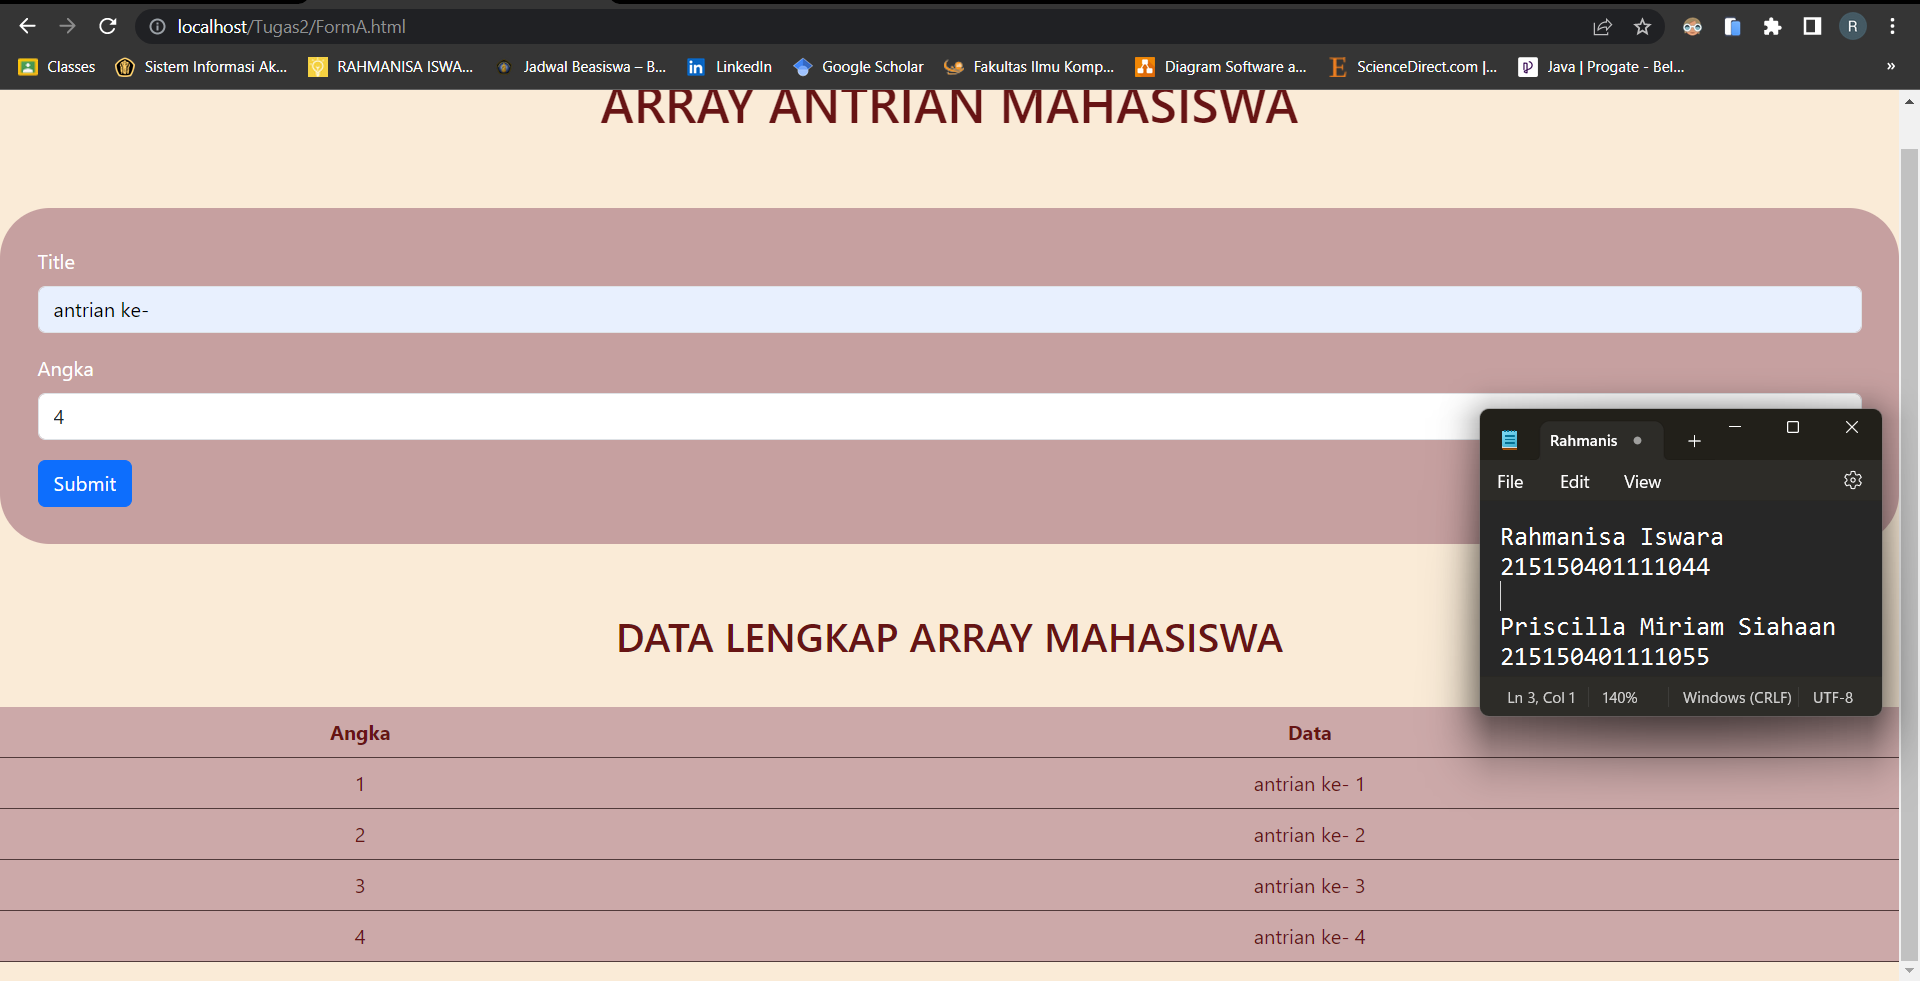 localhost/Tugas2/FormA.html
R
Classes
Sistem Informasi Ak...
RAHMANISA ISWA...
Jadwal Beasiswa – B...
LinkedIn
Google Scholar
Fakultas Ilmu Komp...
Diagram Software a...
ScienceDirect.com |...
Java | Progate - Bel...
»
ARRAY ANTRIAN MAHASISWA
Title
antrian ke-
Angka
4
Submit
Rahmanis
File Edit View
Rahmanisa Iswara
215150401111044
Priscilla Miriam Siahaan
215150401111055
Ln 3, Col 1 140% Windows (CRLF) UTF-8
DATA LENGKAP ARRAY MAHASISWA
Angka Data
1 antrian ke- 1
2 antrian ke- 2
3 antrian ke- 3
4 antrian ke- 4